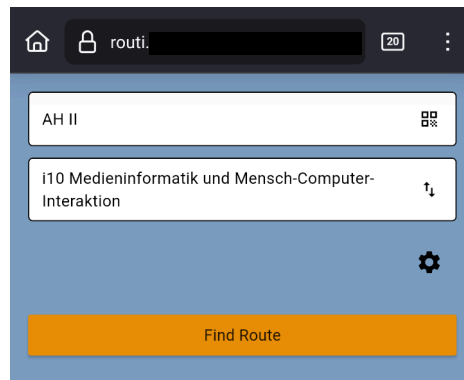 routi.
20
AH II
i10 Medieninformatik und Mensch-Computer-
Interaktion
Find Route